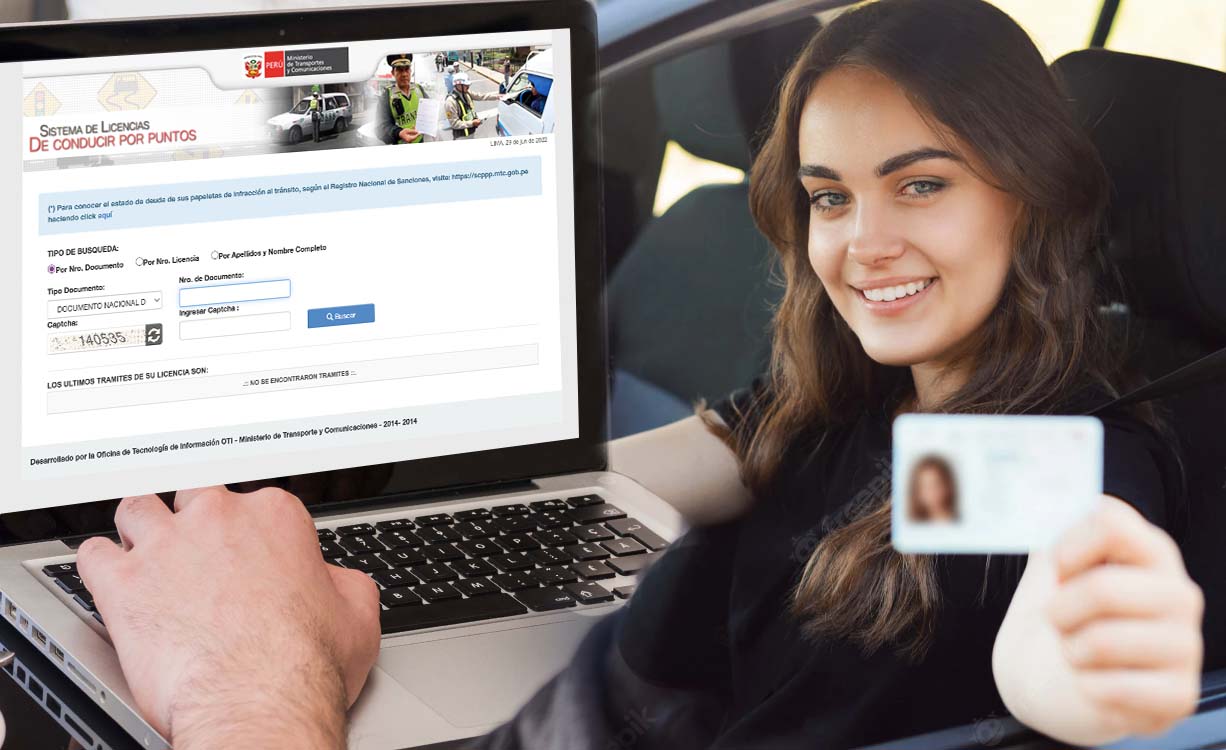 PERÚ
Ministerio
de Transportes
y Comunicaciones
SISTEMA DE LICENCIAS
DE CONDUCIR POR PUNTOS
LIMA, 23 de jun de 2022
(*) Para conocer el estado de deuda de sus papeletas de infracción al tránsito, según el Registro Nacional de Sanciones, visite: https://scppp.mtc.gob.pe
haciendo click aquí
TIPO DE BUSQUEDA:
Por Nro. Documento Por Nro. Licencia Por Apellidos y Nombre Completo
Tipo Documento: Nro. de Documento:
DOCUMENTO NACIONAL D
Captcha: Ingresar Captcha :
140535 Buscar
LOS ULTIMOS TRAMITES DE SU LICENCIA SON:
.:: NO SE ENCONTRARON TRAMITES ::.
Desarrollado por la Oficina de Tecnología de Información OTI - Ministerio de Transporte y Comunicaciones - 2014- 2014